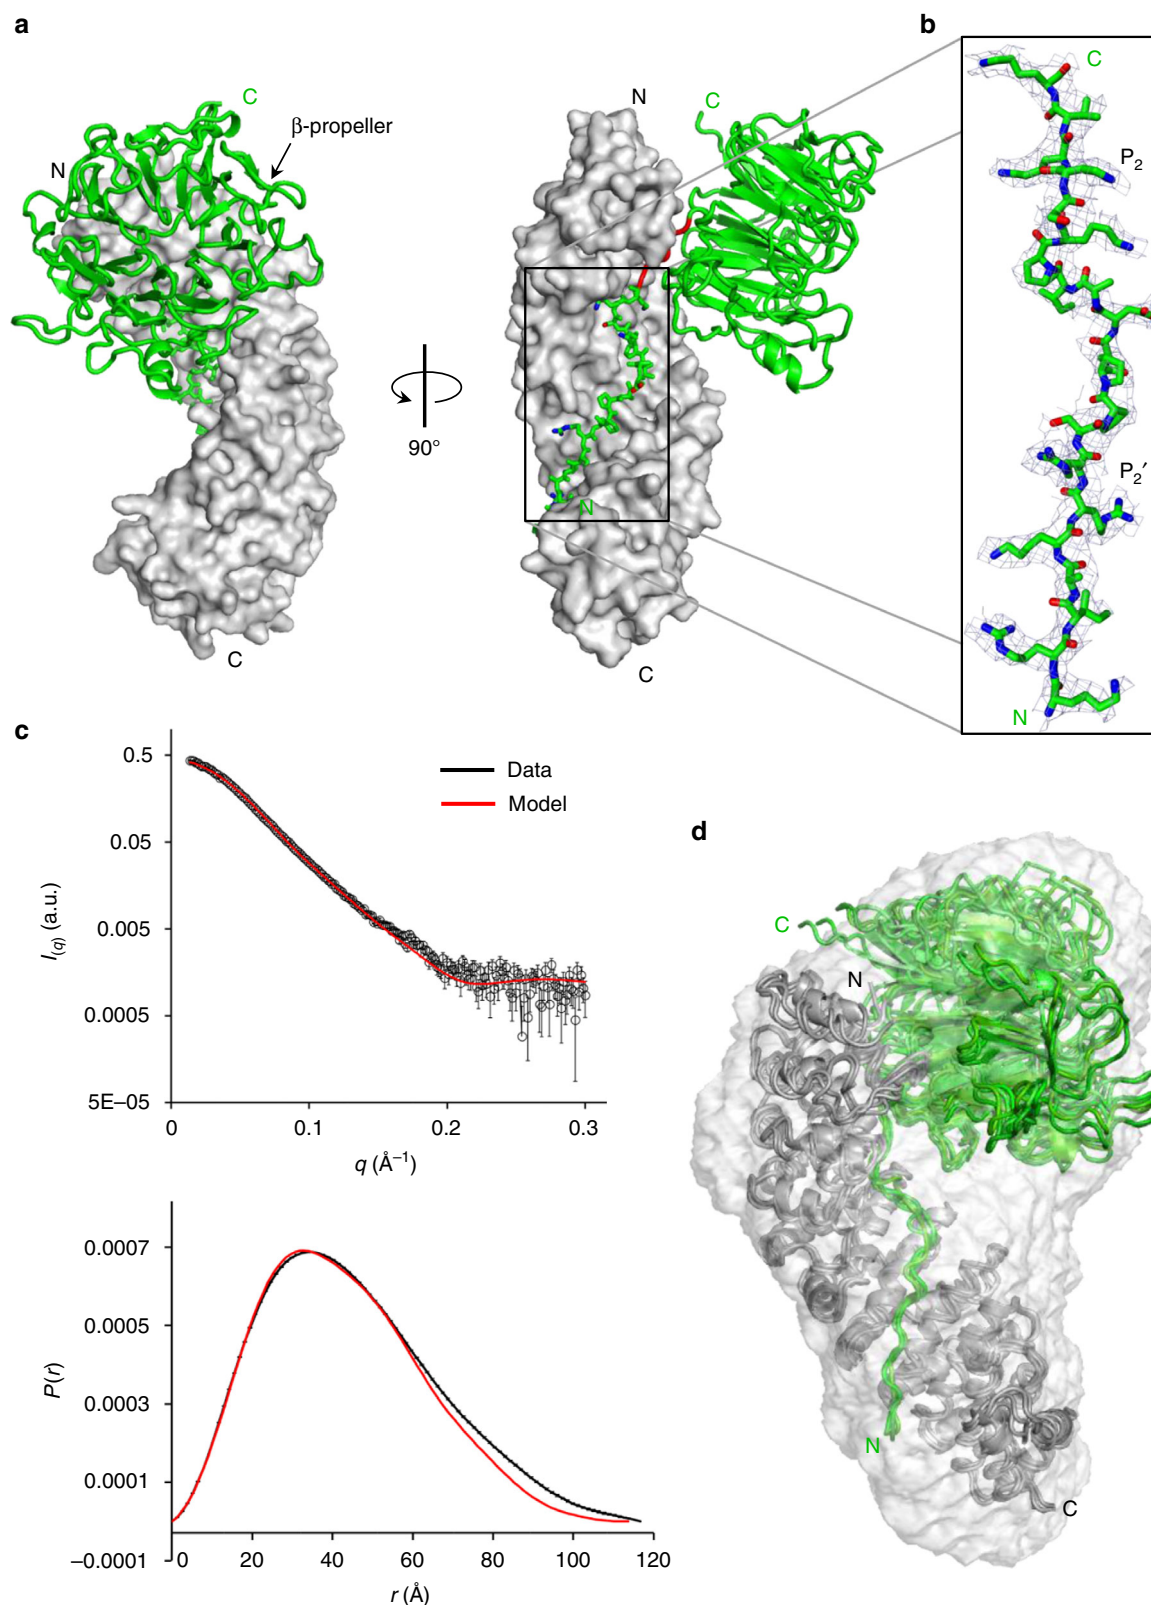 a
C
β-propeller
N
90°
C
N
C
N
C
b
C
P₂
P₂′
N
c
0.5
0.05
0.005
0.0005
5E–05
I(q) (a.u.)
Data
Model
0 0.1 0.2 0.3
q (Å⁻¹)
0.0007
0.0005
0.0003
0.0001
–0.0001
P(r)
0 20 40 60 80 100 120
r (Å)
d
C
N
N
C